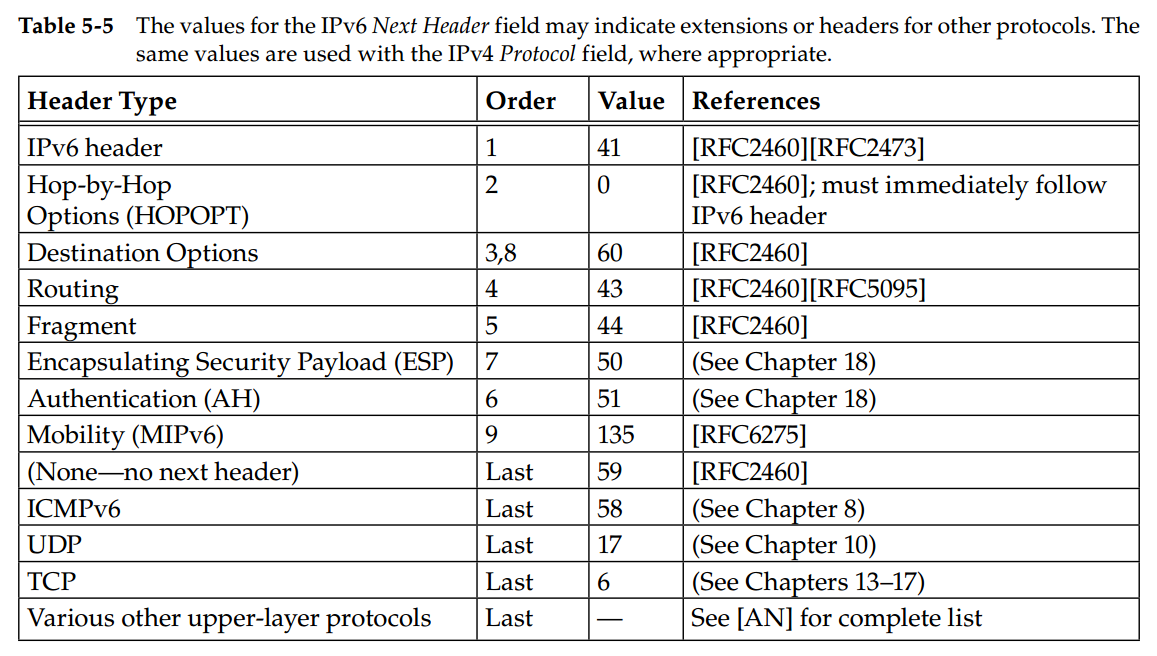 Table 5-5 The values for the IPv6 Next Header field may indicate extensions or headers for other protocols. The
same values are used with the IPv4 Protocol field, where appropriate.
Header Type Order Value References
IPv6 header 1 41 [RFC2460][RFC2473]
Hop-by-Hop 2 0 [RFC2460]; must immediately follow
Options (HOPOPT) IPv6 header
Destination Options 3,8 60 [RFC2460]
Routing 4 43 [RFC2460][RFC5095]
Fragment 5 44 [RFC2460]
Encapsulating Security Payload (ESP) 7 50 (See Chapter 18)
Authentication (AH) 6 51 (See Chapter 18)
Mobility (MIPv6) 9 135 [RFC6275]
(None—no next header) Last 59 [RFC2460]
ICMPv6 Last 58 (See Chapter 8)
UDP Last 17 (See Chapter 10)
TCP Last 6 (See Chapters 13–17)
Various other upper-layer protocols Last — See [AN] for complete list